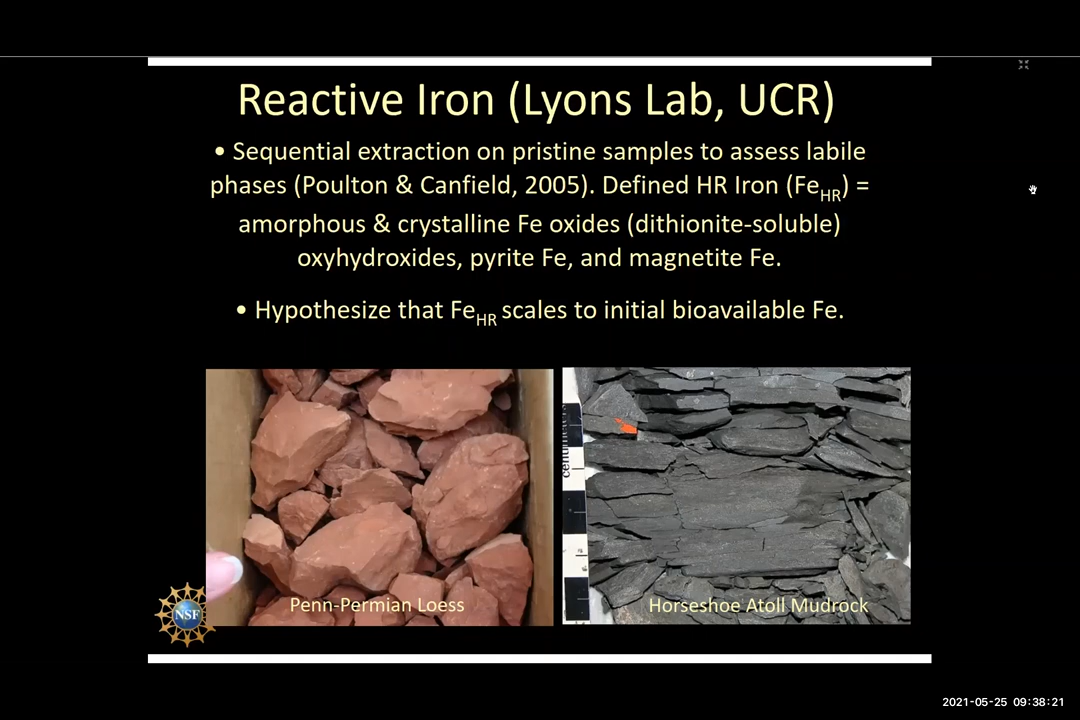 Reactive Iron (Lyons Lab, UCR)
• Sequential extraction on pristine samples to assess labile
phases (Poulton & Canfield, 2005). Defined HR Iron (FeHR) =
amorphous & crystalline Fe oxides (dithionite-soluble)
oxyhydroxides, pyrite Fe, and magnetite Fe.
• Hypothesize that FeHR scales to initial bioavailable Fe.
centimeters
Penn-Permian Loess
Horseshoe Atoll Mudrock
NSF
2021-05-25 09:38:21